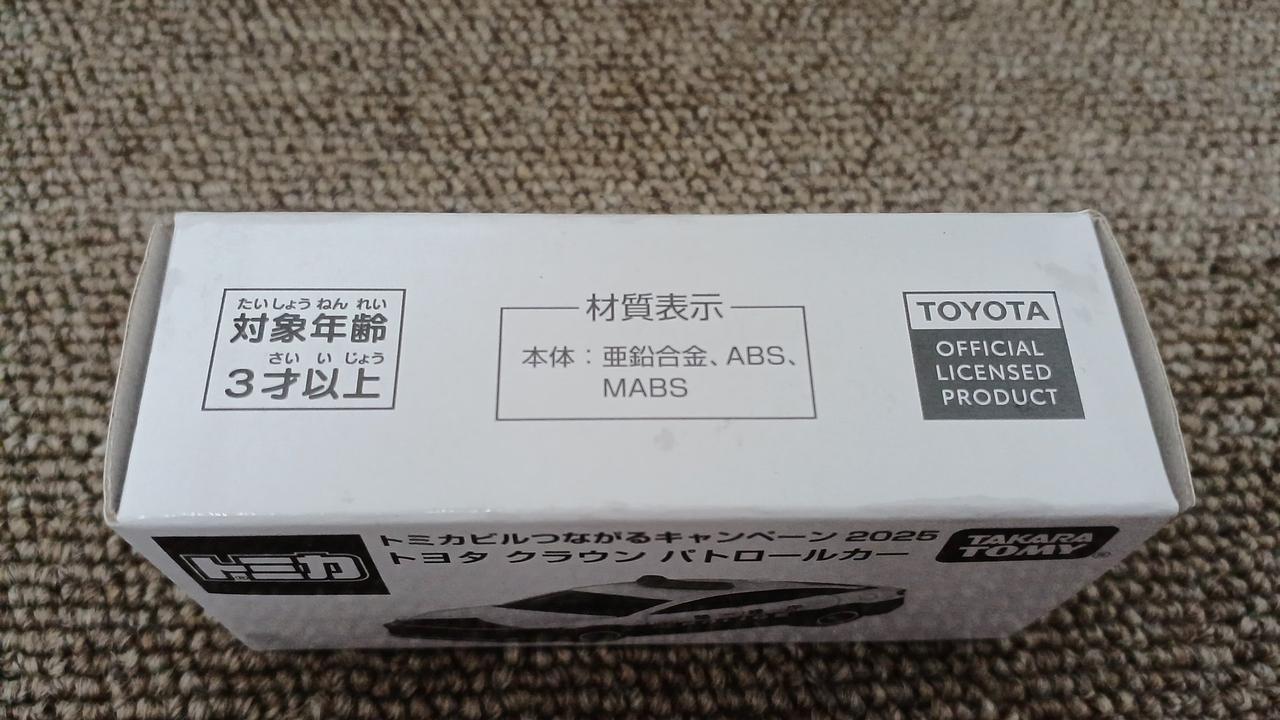 たいしょうねんれい
対象年齢
さいいじょう
3才以上
材質表示
本体：亜鉛合金、ABS、
MABS
TOYOTA
OFFICIAL
LICENSED
PRODUCT
トミカ
トミカビルつながるキャンペーン 2025
トヨタ クラウン パトロールカー
TAKARA
TOMY®